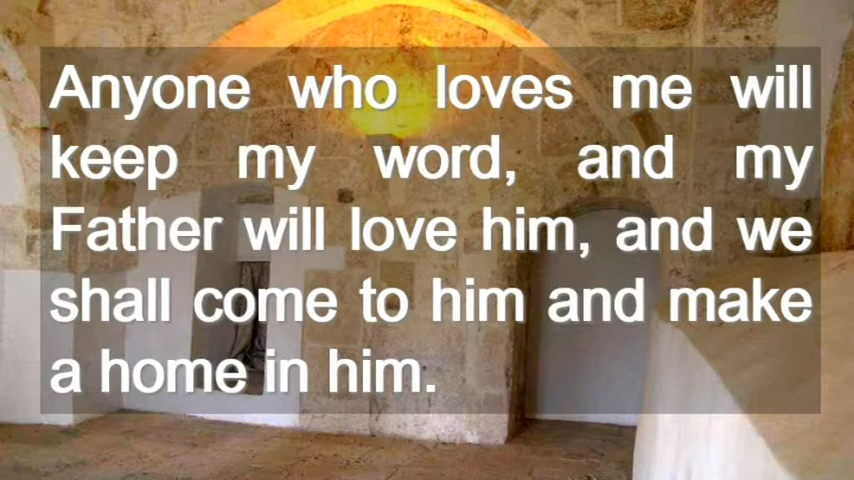 Anyone who loves me will
keep my word, and my
Father will love him, and we
shall come to him and make
a home in him.